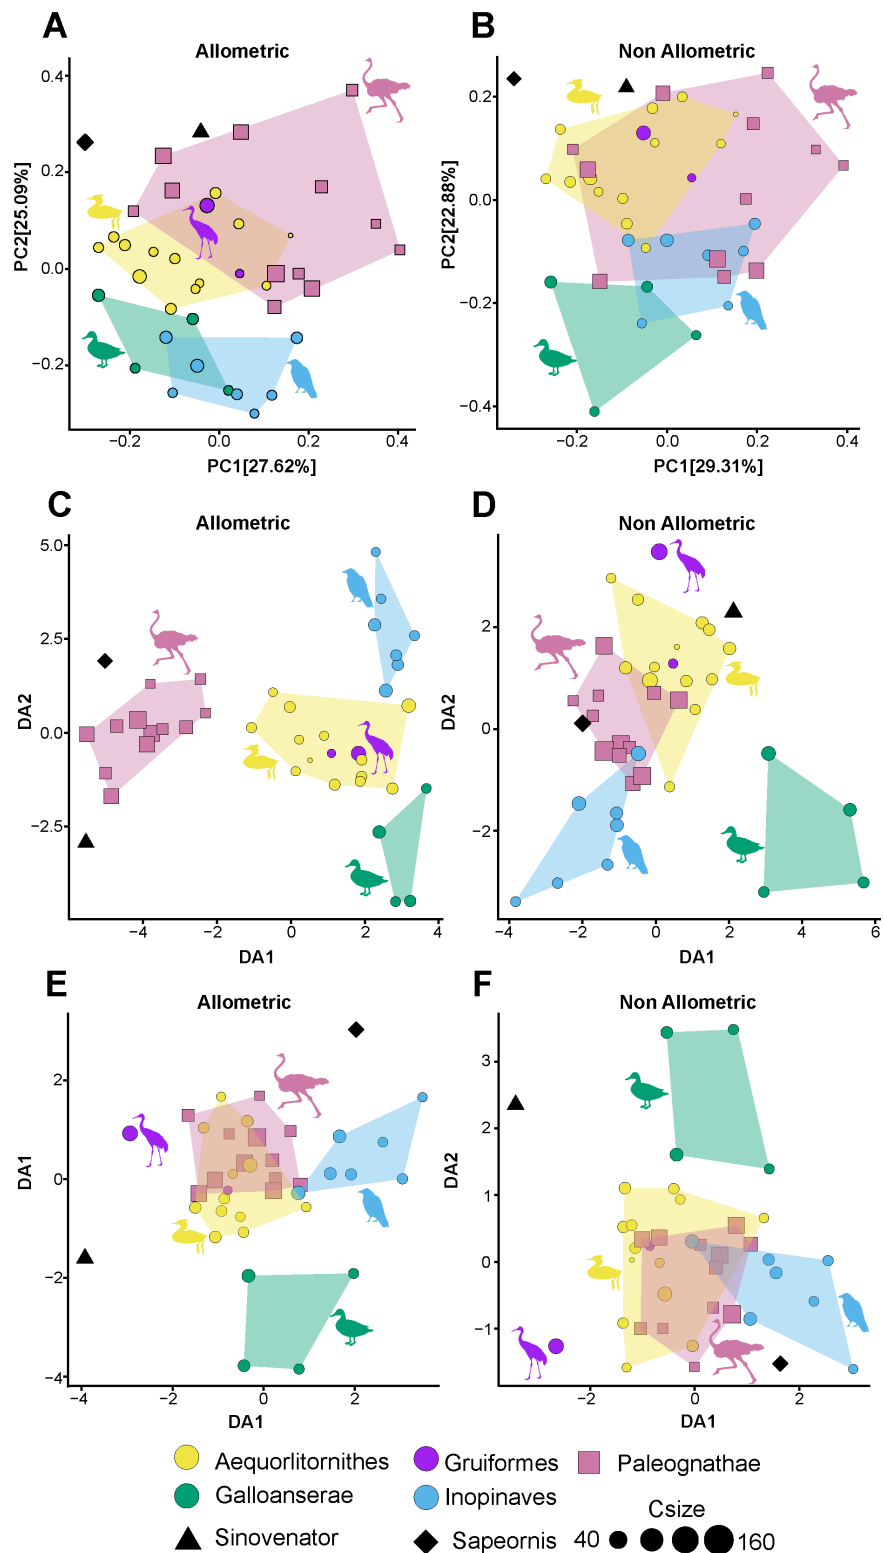 A
Allometric
0.4
0.2
0.0
−0.2
PC2[25.09%]
−0.2
0.0
0.2
0.4
PC1[27.62%]
B
Non Allometric
0.2
0.0
−0.2
−0.4
PC2[22.88%]
−0.2
0.0
0.2
0.4
PC1[29.31%]
C
Allometric
5.0
2.5
0.0
−2.5
DA2
−4
−2
0
2
4
DA1
D
Non Allometric
2
0
−2
DA2
−4
−2
0
2
4
6
DA1
E
Allometric
2
0
−2
−4
DA1
−4
−2
0
2
DA1
F
Non Allometric
3
2
1
0
−1
DA2
−2
0
2
DA1
Aequorlitornithes
Gruiformes
Paleognathae
Galloanserae
Inopinaves
Csize
Sinovenator
Sapeornis
40
160